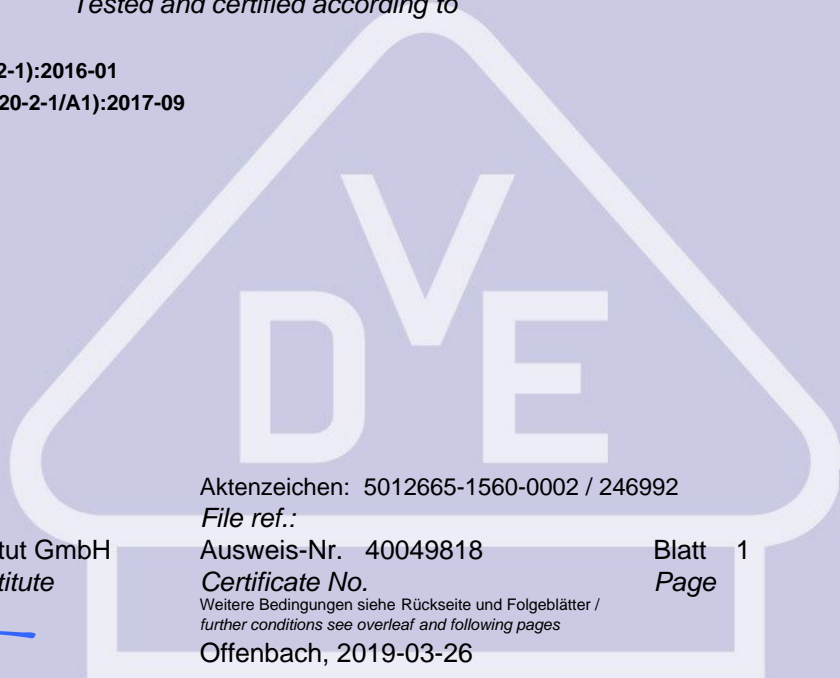 Tested and certified according to
2-1):2016-01
20-2-1/A1):2017-09
VDE
Aktenzeichen: 5012665-1560-0002 / 246992
File ref.:
tut GmbH Ausweis-Nr. 40049818 Blatt 1
titute Certificate No. Page
Weitere Bedingungen siehe Rückseite und Folgeblätter /
further conditions see overleaf and following pages
Offenbach, 2019-03-26